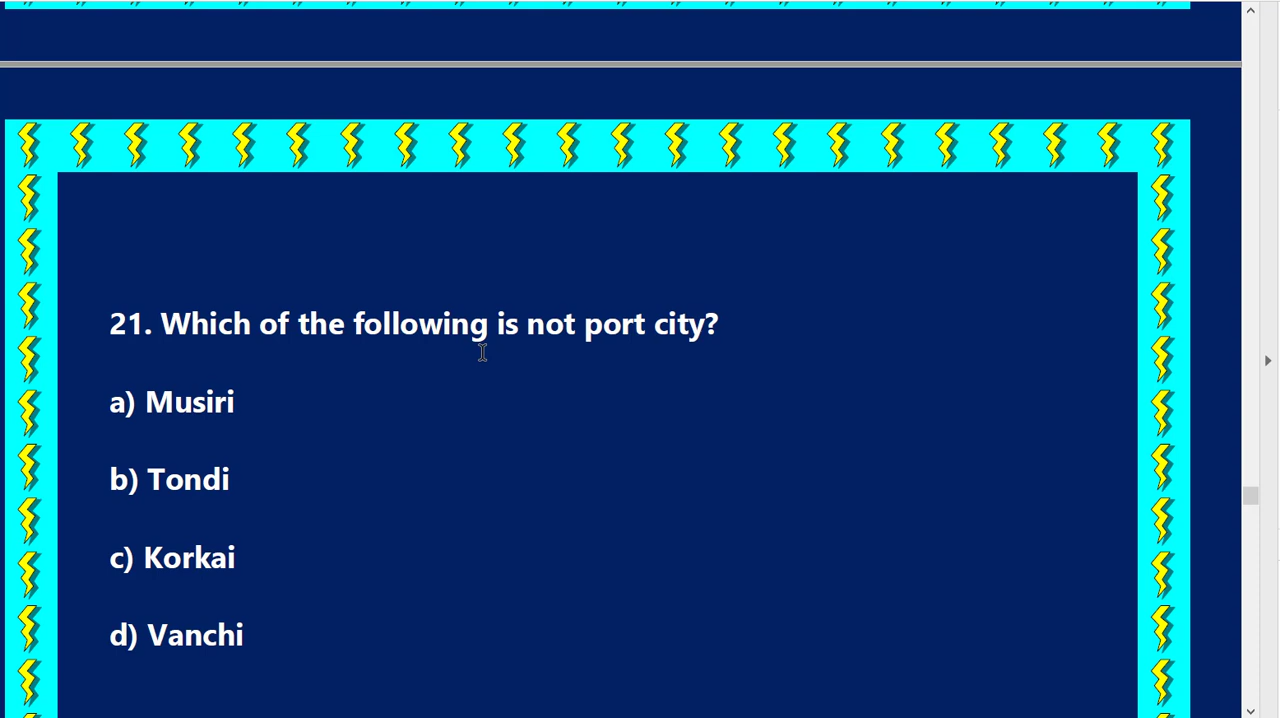 21. Which of the following is not port city?
a) Musiri
b) Tondi
c) Korkai
d) Vanchi